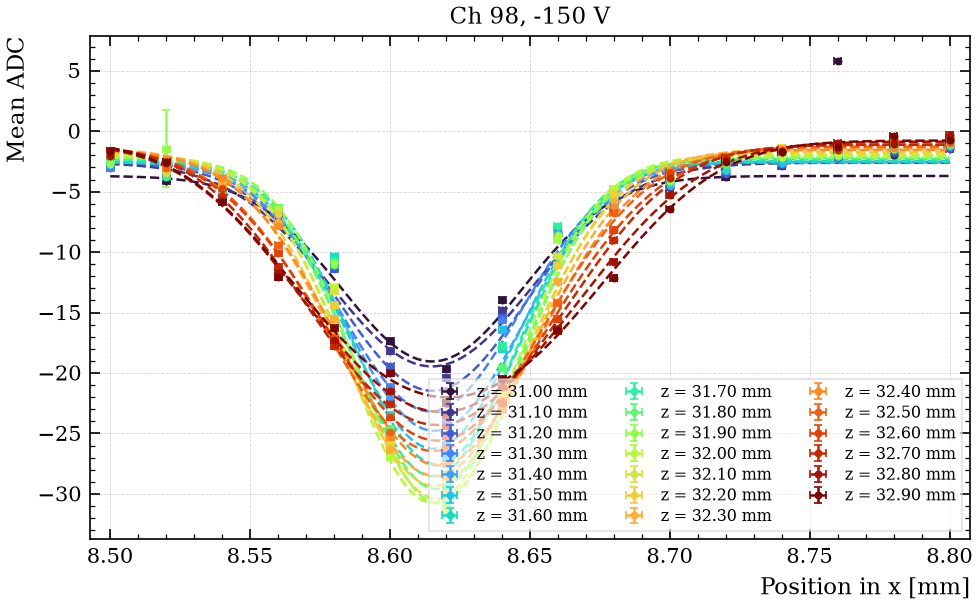 Ch 98, -150 V
Mean ADC
5
0
−5
−10
−15
−20
−25
−30
z = 31.00 mm
z = 31.10 mm
z = 31.20 mm
z = 31.30 mm
z = 31.40 mm
z = 31.50 mm
z = 31.60 mm
z = 31.70 mm
z = 31.80 mm
z = 31.90 mm
z = 32.00 mm
z = 32.10 mm
z = 32.20 mm
z = 32.30 mm
z = 32.40 mm
z = 32.50 mm
z = 32.60 mm
z = 32.70 mm
z = 32.80 mm
z = 32.90 mm
8.50 8.55 8.60 8.65 8.70 8.75 8.80
Position in x [mm]